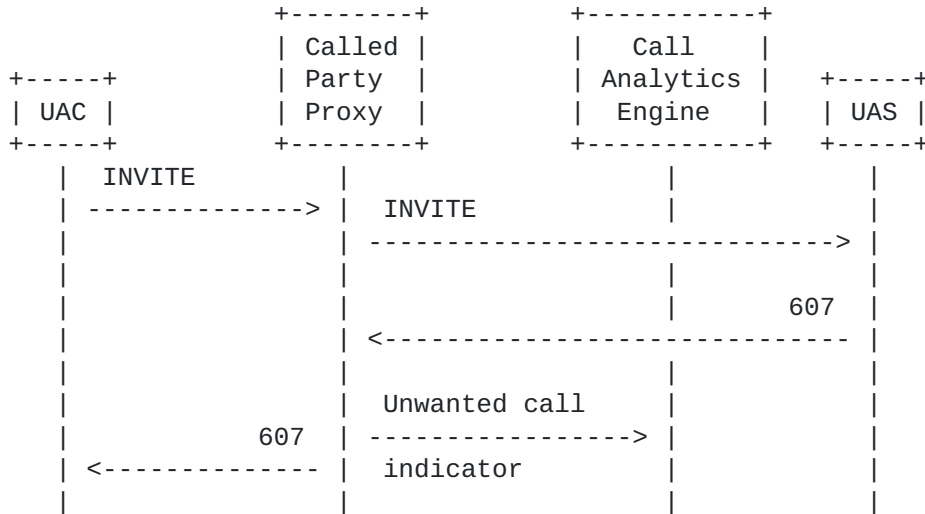 +--------+         +-----------+
| Called |         |   Call    |
+-----+          | Party  |         | Analytics |   +-----+
| UAC |          | Proxy  |         |  Engine   |   | UAS |
+-----+          +--------+         +-----------+   +-----+
|  INVITE         |                    |            |
| --------------> |  INVITE            |            |
|                 | ------------------------------> |
|                 |                    |            |
|                 |                    |       607  |
|                 | <------------------------------ |
|                 |                    |            |
|                 |  Unwanted call     |            |
|            607  | -----------------> |            |
| <-------------- |  indicator         |            |
|                 |                    |            |